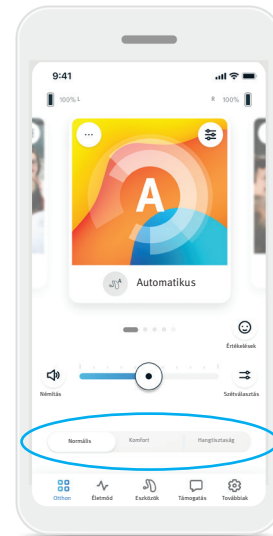 9:41
100% L
R 100%
A
A
Automatikus
Értékelések
Némítás
Szétválasztás
Normális Komfort Hangtisztaság
Otthon Életmód Eszközök Támogatás Továbbiak